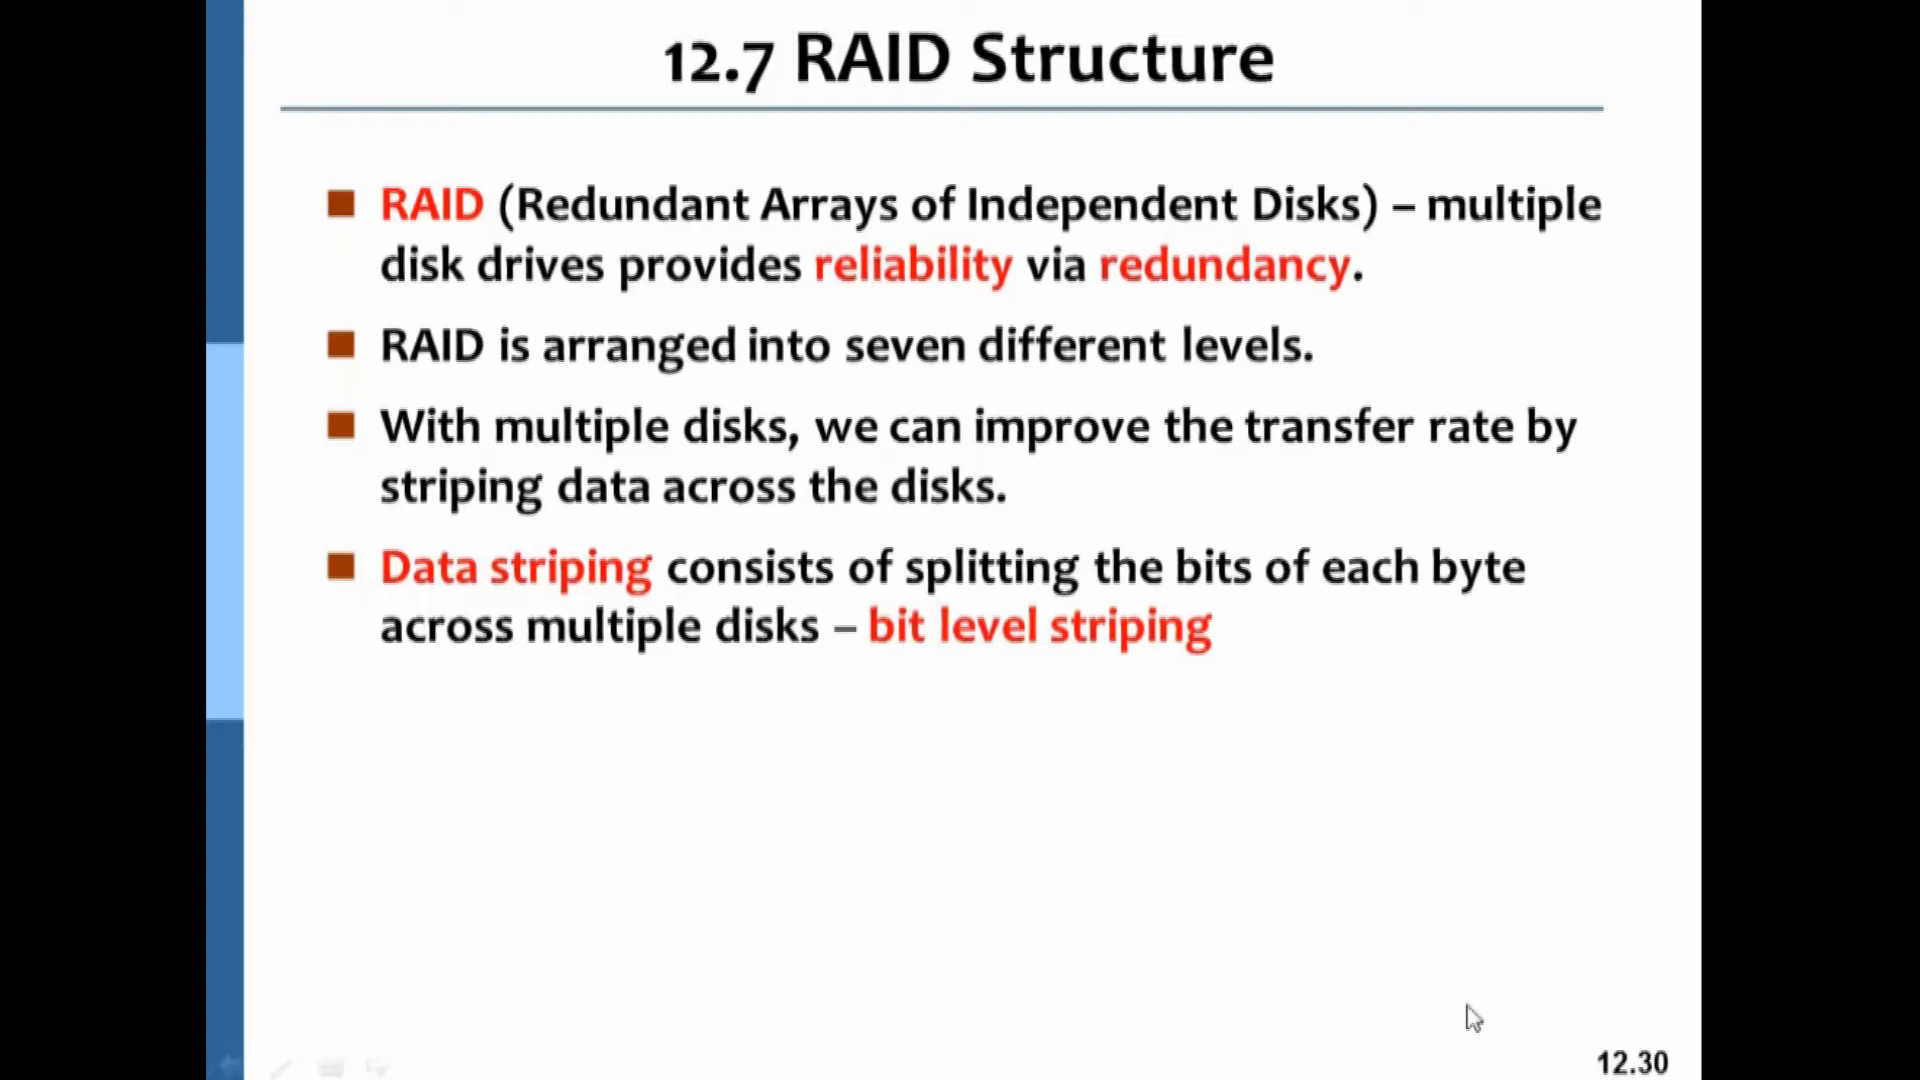 12.7 RAID Structure
RAID (Redundant Arrays of Independent Disks) – multiple
disk drives provides reliability via redundancy.
RAID is arranged into seven different levels.
With multiple disks, we can improve the transfer rate by
striping data across the disks.
Data striping consists of splitting the bits of each byte
across multiple disks – bit level striping
12.30